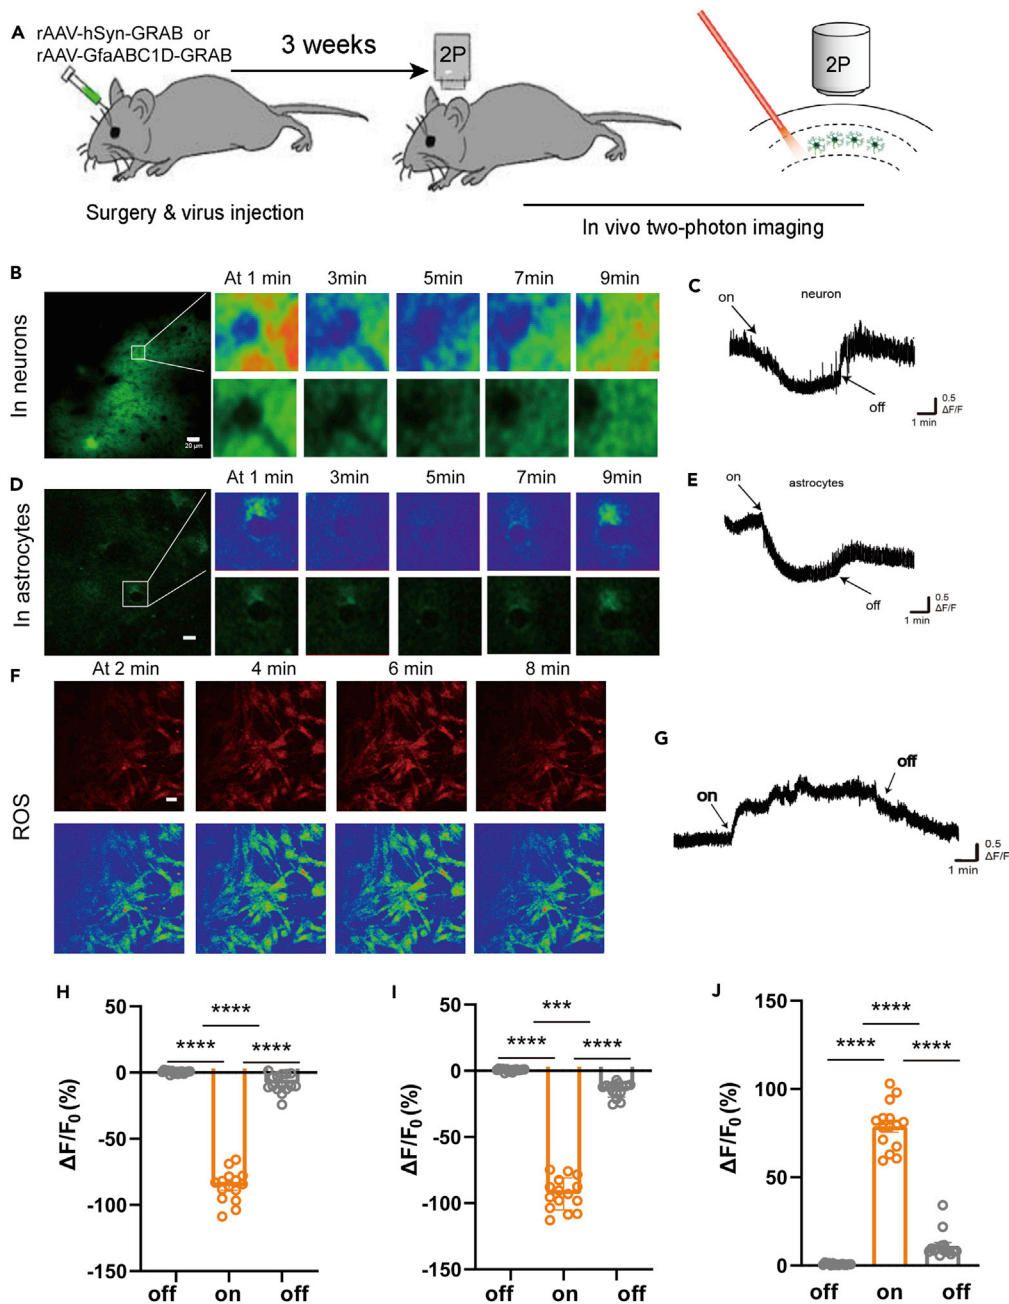 A
rAAV-hSyn-GRAB or
rAAV-GfaABC1D-GRAB
3 weeks
2P
2P
Surgery & virus injection
In vivo two-photon imaging
B
At 1 min 3min 5min 7min 9min
In neurons
20 μm
C
neuron
on
off
0.5
ΔF/F
1 min
D
At 1 min 3min 5min 7min 9min
In astrocytes
E
astrocytes
on
off
0.5
ΔF/F
1 min
F
At 2 min 4 min 6 min 8 min
ROS
G
on
off
0.5
ΔF/F
1 min
H
ΔF/F0 (%)
50
0
-50
-100
-150
****
**** ****
off on off
I
ΔF/F0 (%)
50
0
-50
-100
-150
***
**** ****
off on off
J
ΔF/F0 (%)
150
100
50
0
****
**** ****
off on off